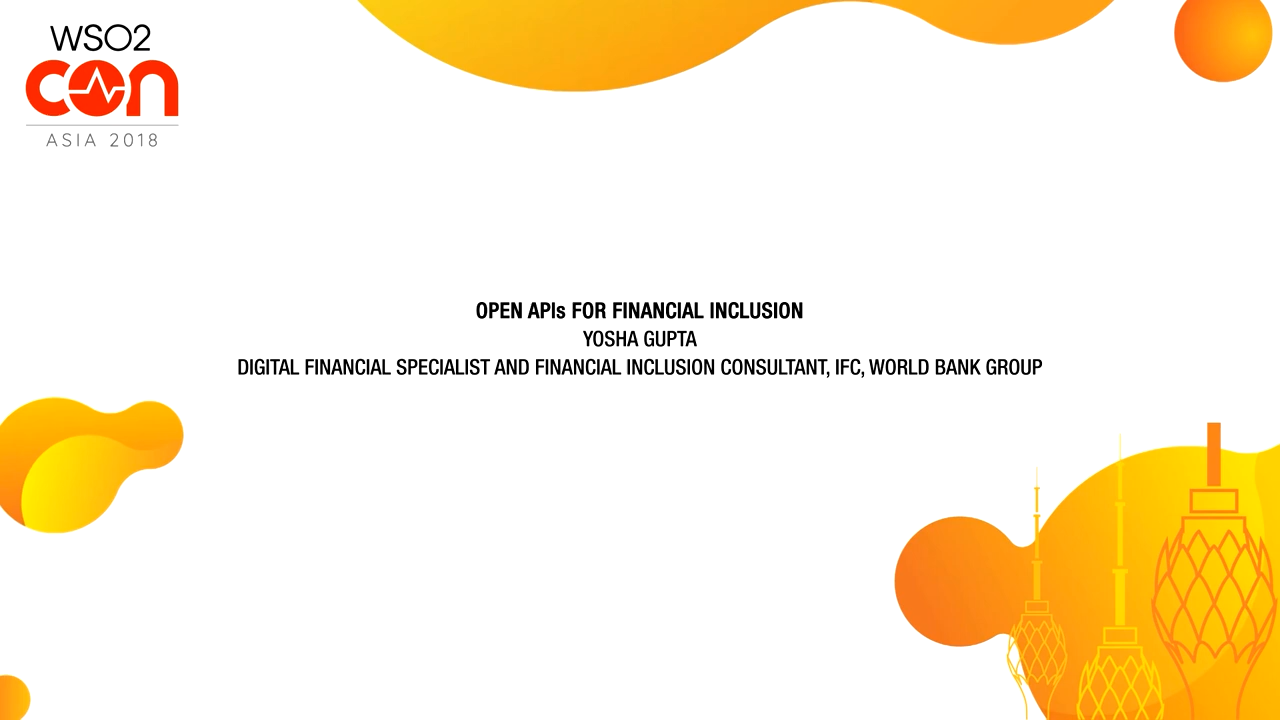 WSO2
con
ASIA 2018
OPEN APIs FOR FINANCIAL INCLUSION
YOSHA GUPTA
DIGITAL FINANCIAL SPECIALIST AND FINANCIAL INCLUSION CONSULTANT, IFC, WORLD BANK GROUP